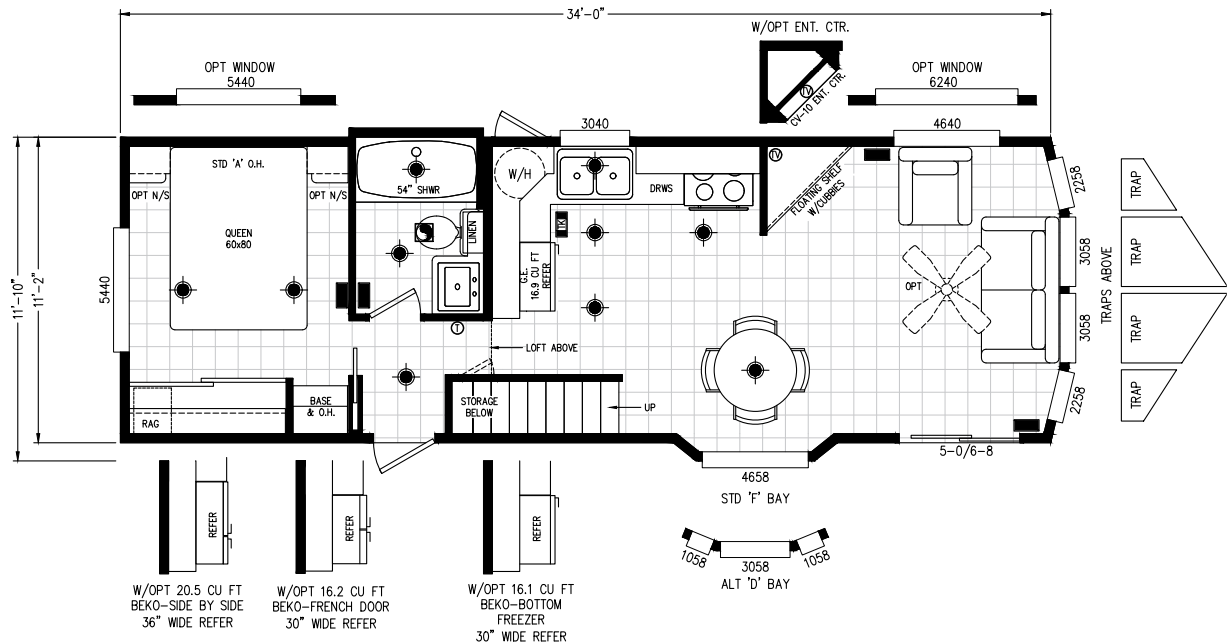 34'-0"
W/OPT ENT. CTR.
OPT WINDOW
5440
TV
CV-10 ENT. CTR.
OPT WINDOW
6240
3040
4640
STD 'A' O.H.
OPT N/S
OPT N/S
QUEEN
60x80
54" SHWR
LINEN
W/H
DRWS
TV
FLOATING SHELF
W/CUBBIES
TK
G.E.
16.9 CU FT
REFER
OPT
2258
3058
3058
2258
TRAPS ABOVE
TRAP
TRAP
TRAP
TRAP
5440
11'-10"
11'-2"
T
LOFT ABOVE
RAG
BASE
& O.H.
STORAGE
BELOW
UP
5-0/6-8
4658
STD 'F' BAY
1058
3058
1058
ALT 'D' BAY
REFER
W/OPT 20.5 CU FT
BEKO-SIDE BY SIDE
36" WIDE REFER
REFER
W/OPT 16.2 CU FT
BEKO-FRENCH DOOR
30" WIDE REFER
REFER
W/OPT 16.1 CU FT
BEKO-BOTTOM
FREEZER
30" WIDE REFER